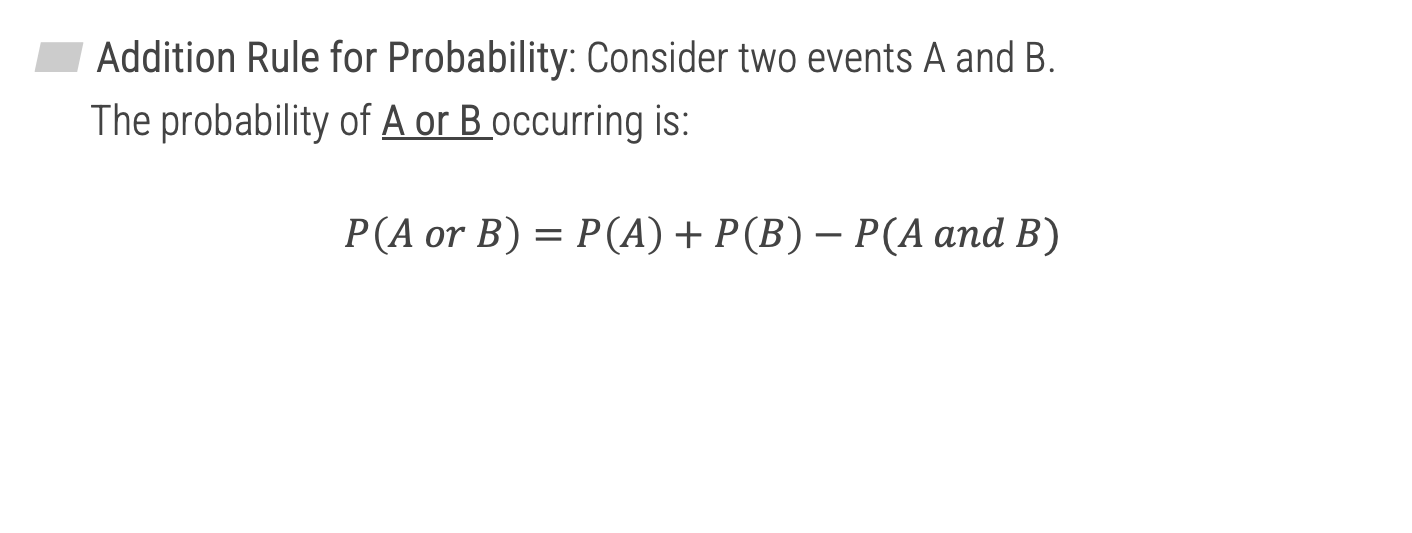 Addition Rule for Probability: Consider two events A and B.
The probability of A or B occurring is:
P(A or B) = P(A) + P(B) − P(A and B)